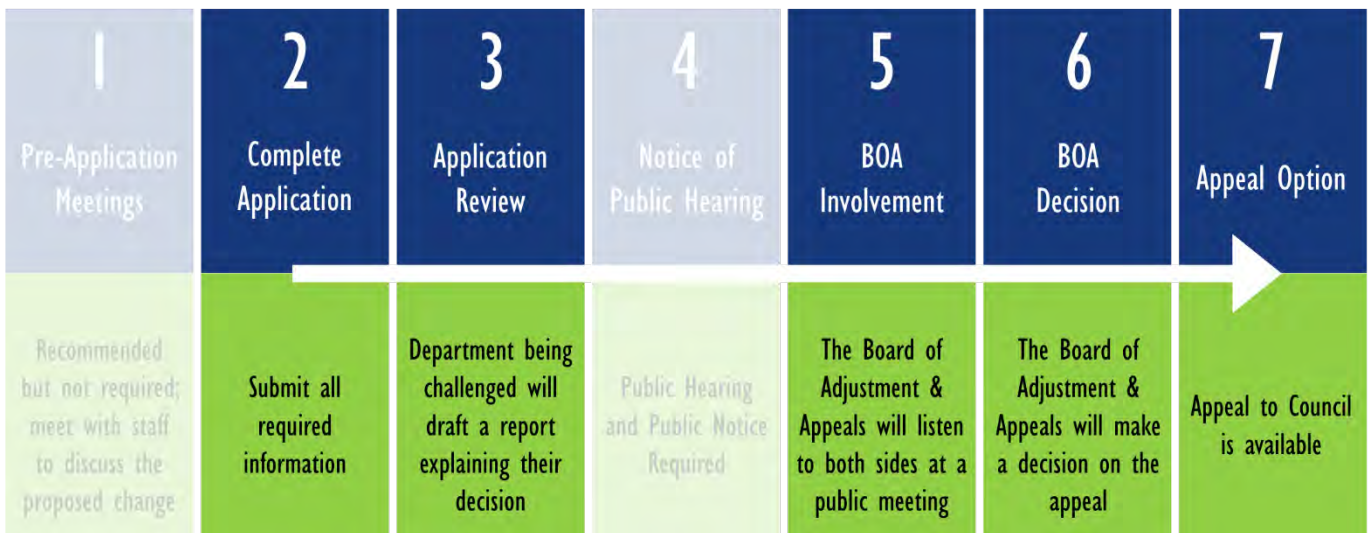 1
Pre-Application
Meetings
Recommended
but not required;
meet with staff
to discuss the
proposed change
2
Complete
Application
Submit all
required
information
3
Application
Review
Department being
challenged will
draft a report
explaining their
decision
4
Notice of
Public Hearing
Public Hearing
and Public Notice
Required
5
BOA
Involvement
The Board of
Adjustment &
Appeals will listen
to both sides at a
public meeting
6
BOA
Decision
The Board of
Adjustment &
Appeals will make
a decision on the
appeal
7
Appeal Option
Appeal to Council
is available